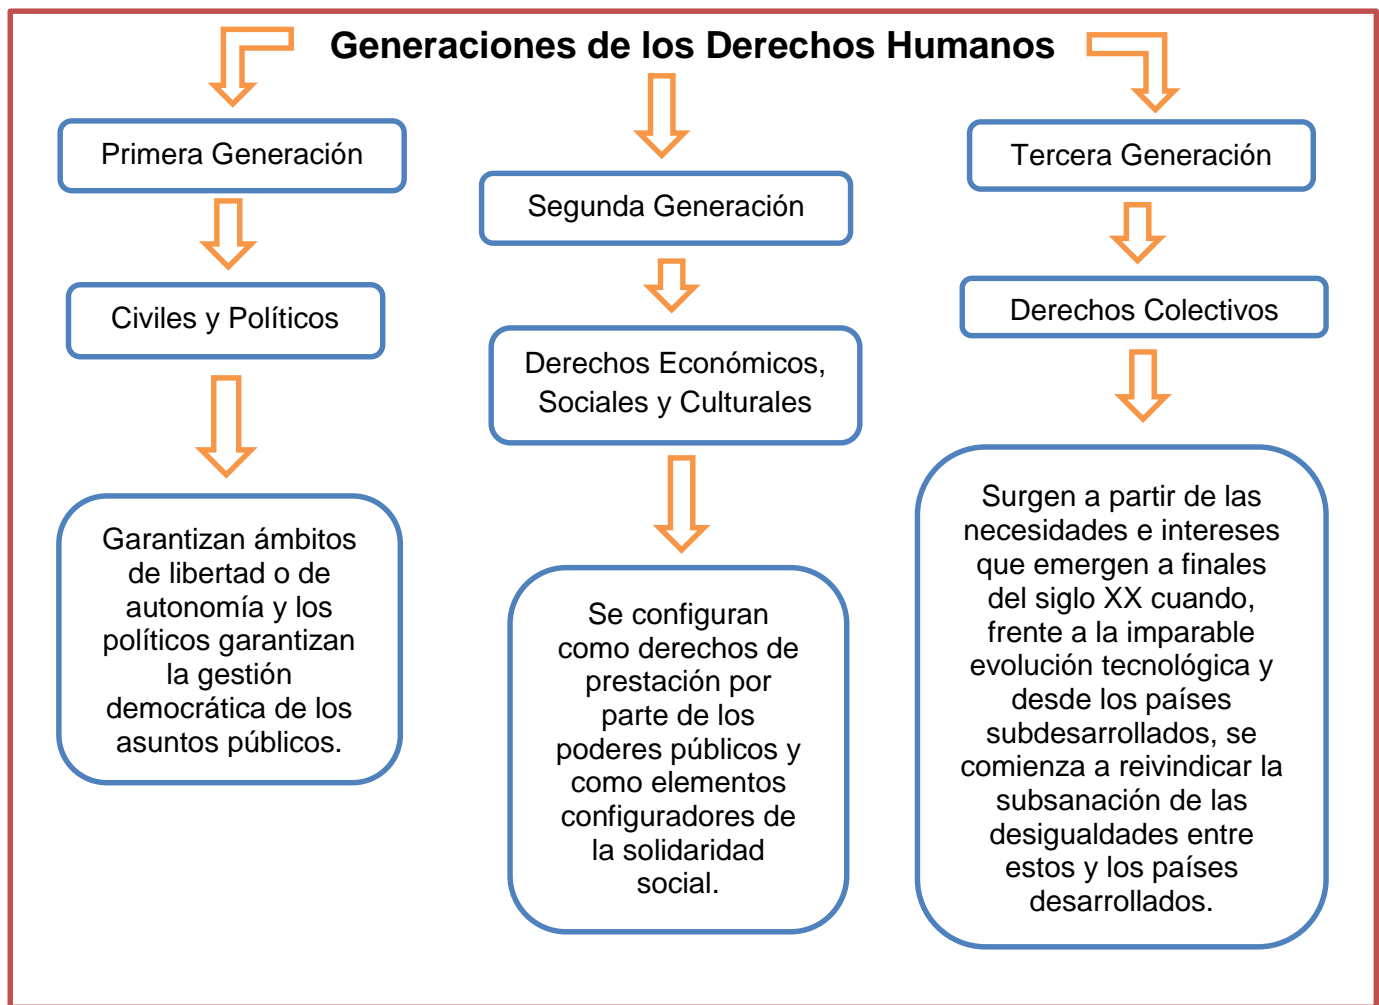 Generaciones de los Derechos Humanos
Primera Generación
Civiles y Políticos
Garantizan ámbitos
de libertad o de
autonomía y los
políticos garantizan
la gestión
democrática de los
asuntos públicos.
Segunda Generación
Derechos Económicos,
Sociales y Culturales
Se configuran
como derechos de
prestación por
parte de los
poderes públicos y
como elementos
configuradores de
la solidaridad
social.
Tercera Generación
Derechos Colectivos
Surgen a partir de las
necesidades e intereses
que emergen a finales
del siglo XX cuando,
frente a la imparable
evolución tecnológica y
desde los países
subdesarrollados, se
comienza a reivindicar la
subsanación de las
desigualdades entre
estos y los países
desarrollados.